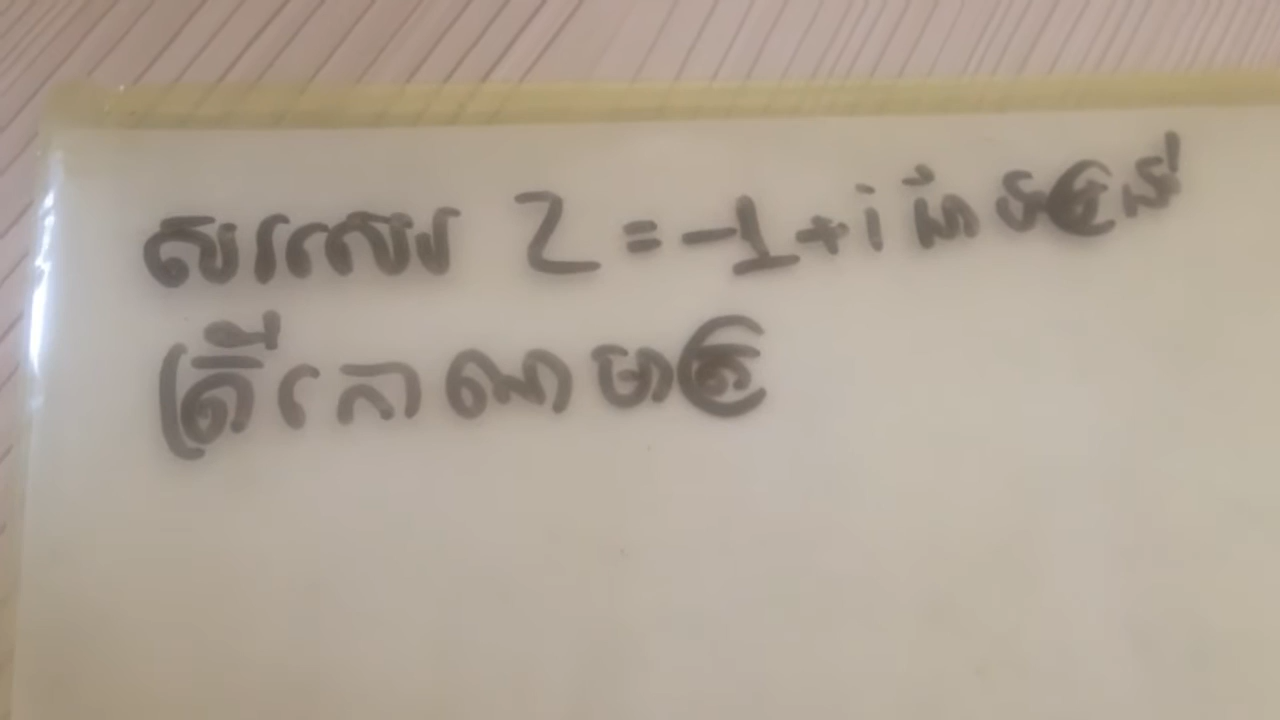 សរសេរ Z = -1 + i ជាទម្រង់
ត្រីកោណមាត្រ